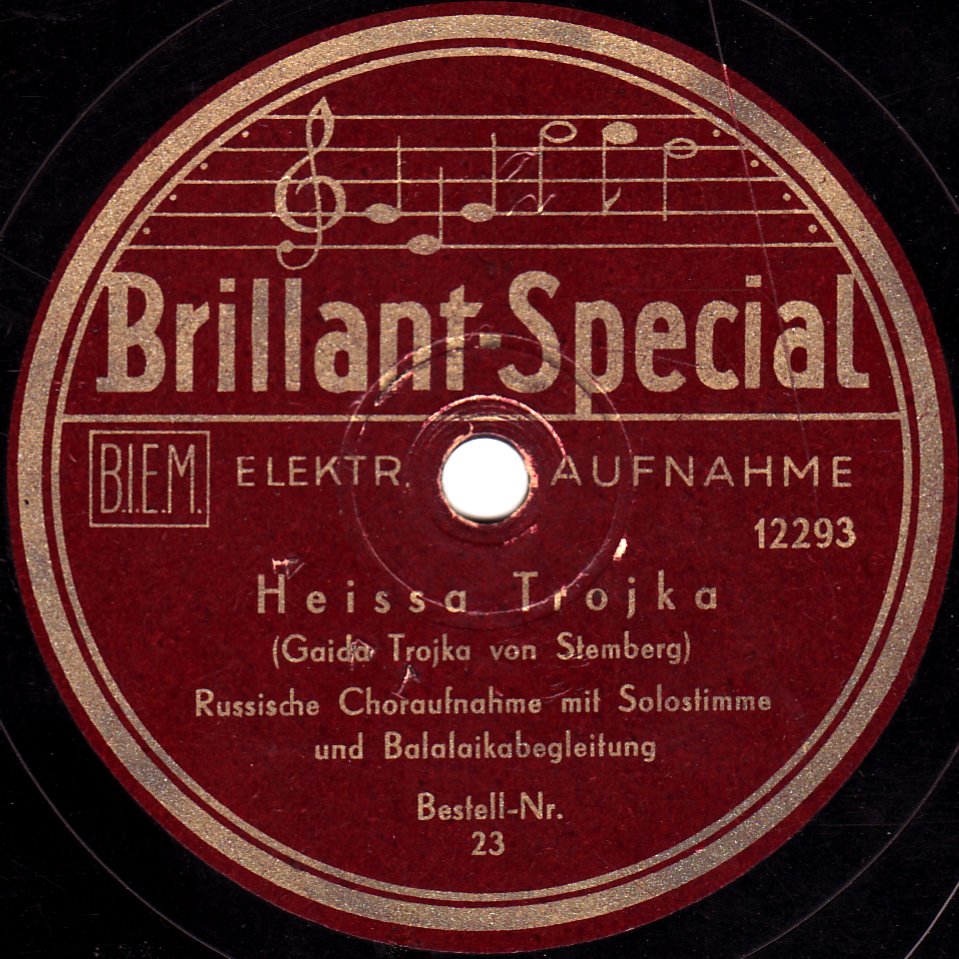 Brillant-Special
B.I.E.M. ELEKTR. AUFNAHME
12293
Heissa Trojka
(Gaida Trojka von Stemberg)
Russische Choraufnahme mit Solostimme
und Balalaikabegleitung
Bestell-Nr.
23